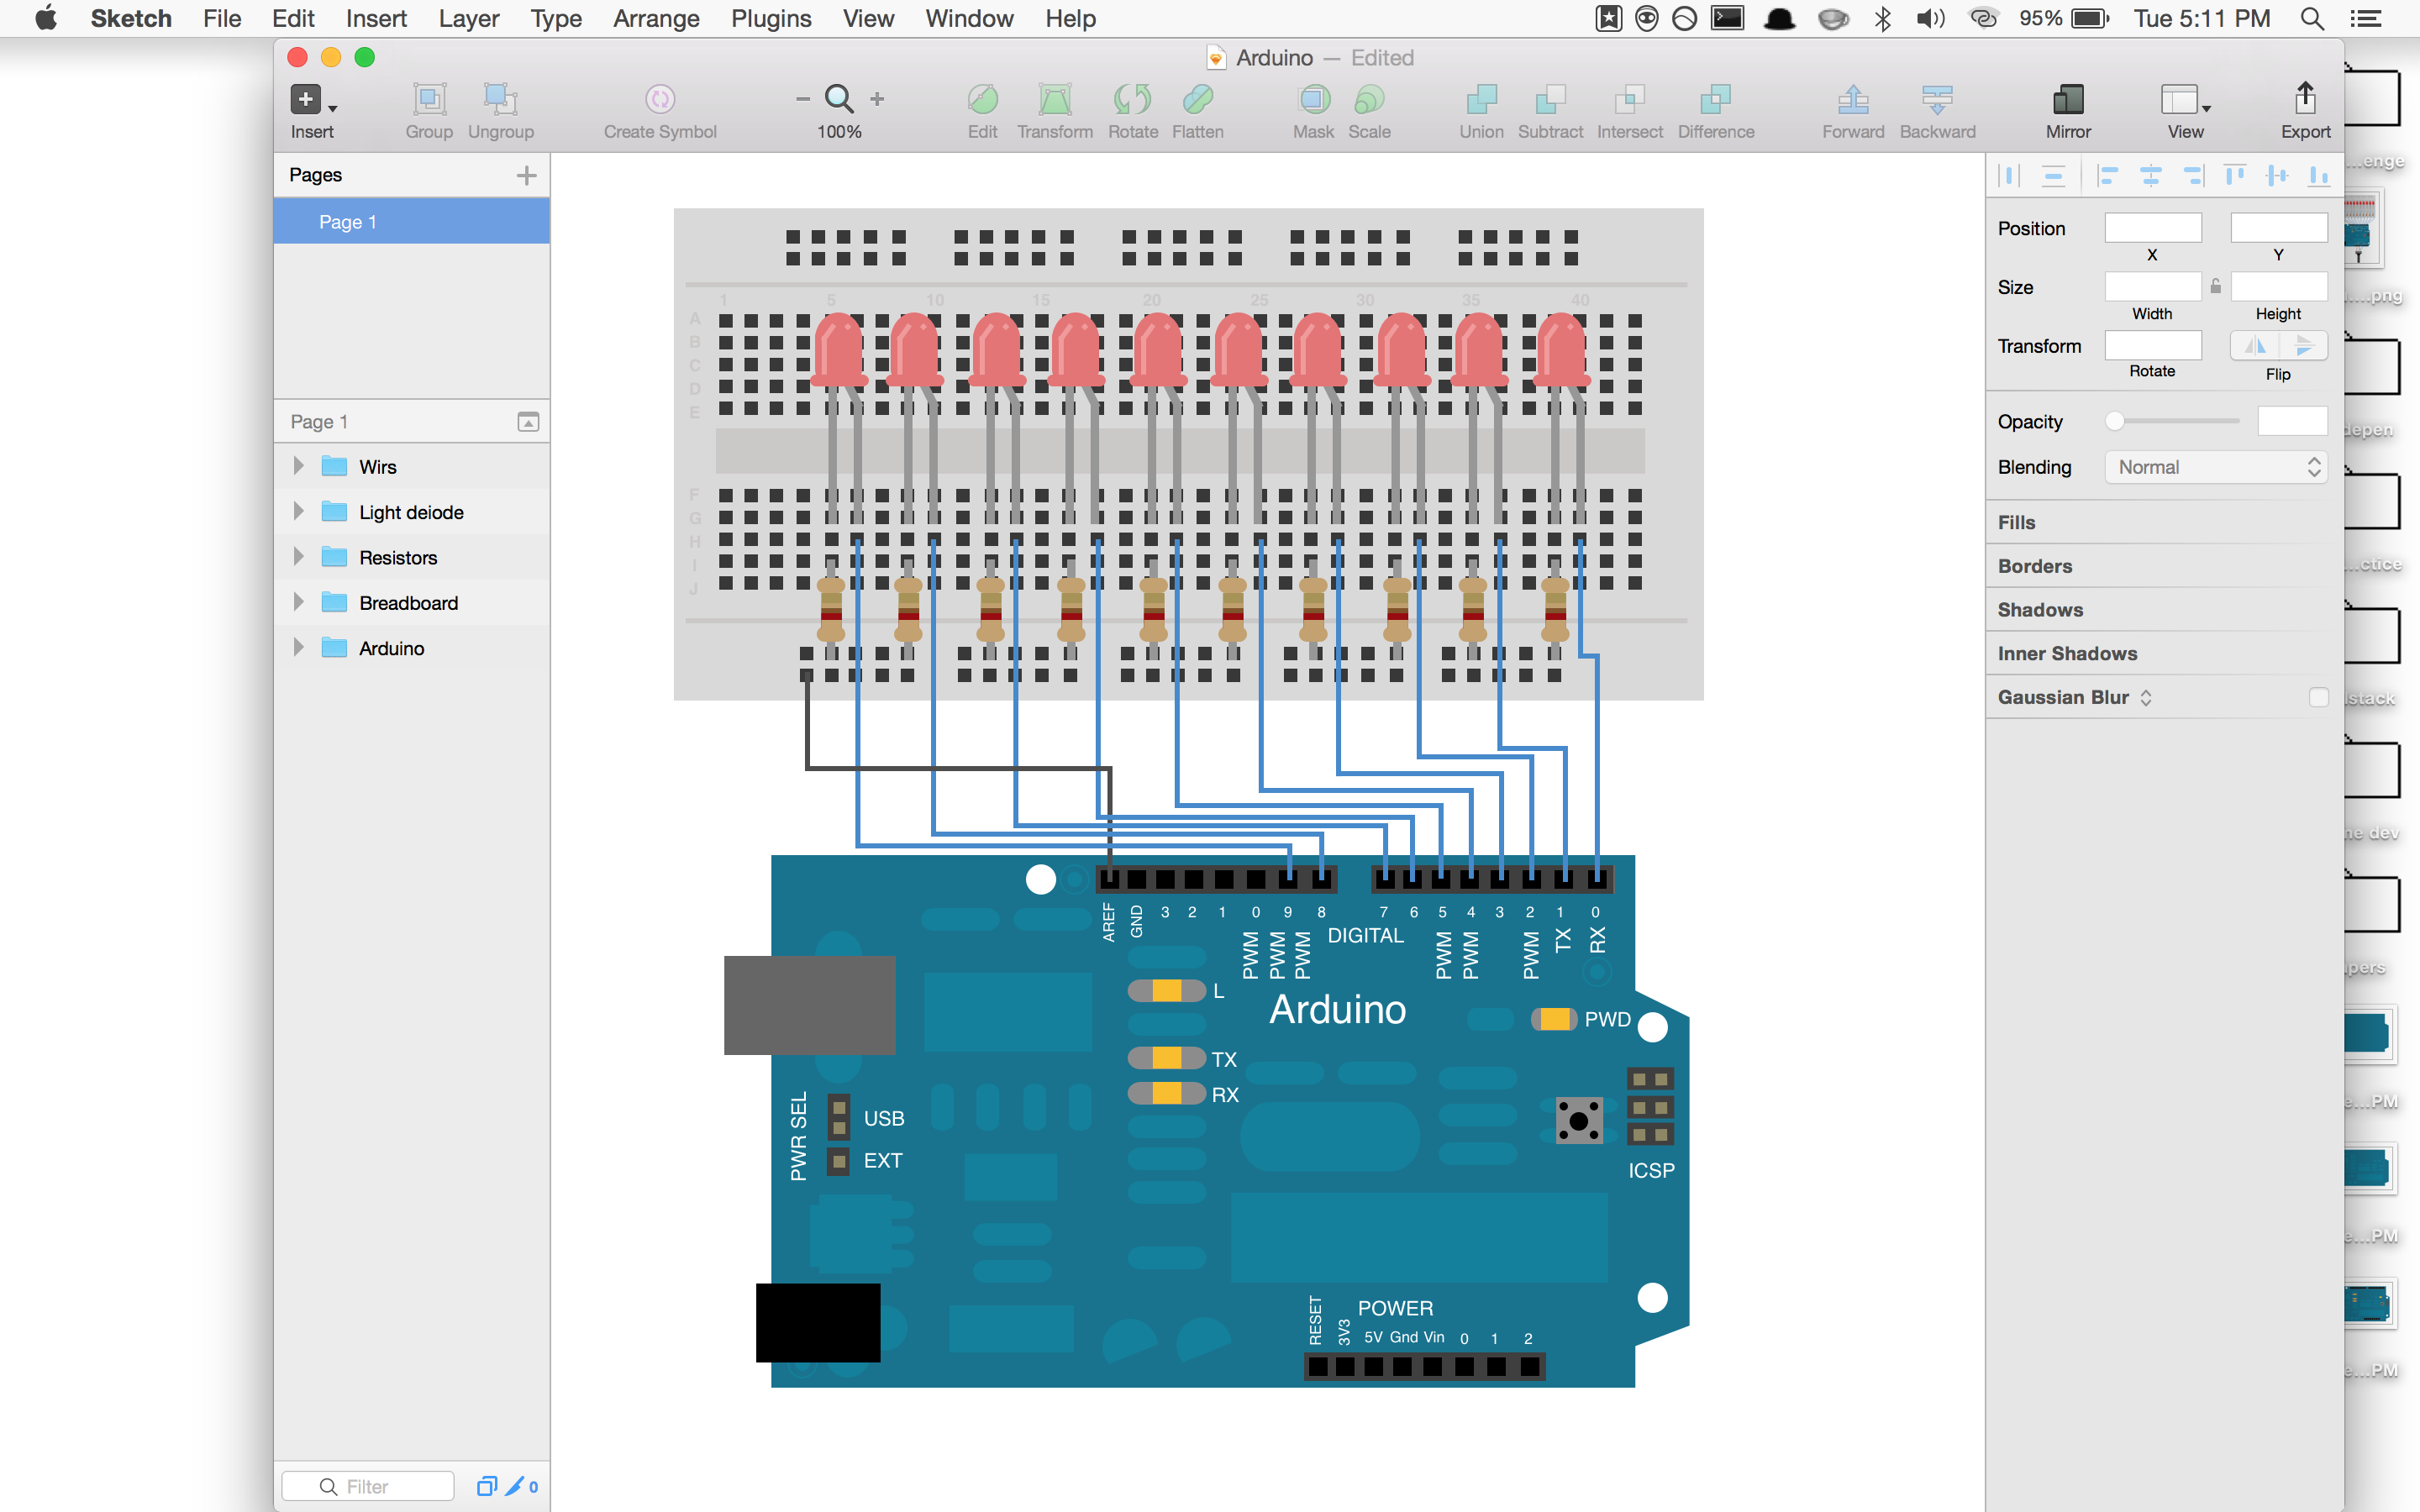 Sketch File Edit Insert Layer Type Arrange Plugins View Window Help 95% Tue 5:11 PM
Arduino — Edited
Insert Group Ungroup Create Symbol 100% Edit Transform Rotate Flatten Mask Scale Union Subtract Intersect Difference Forward Backward Mirror View Export
Pages
Page 1
Page 1
Wirs
Light deiode
Resistors
Breadboard
Arduino
Filter 0
1 5 10 15 20 25 30 35 40
A
B
C
D
E
F
G
H
I
J
AREF GND 3 2 1 0 9 8 7 6 5 4 3 2 1 0
PWM PWM PWM DIGITAL PWM PWM PWM TX RX
L
Arduino
PWD
TX
RX
PWR SEL
USB
EXT
ICSP
RESET 3V3 POWER
5V Gnd Vin 0 1 2
Position
X Y
Size
Width Height
Transform
Rotate Flip
Opacity
Blending Normal
Fills
Borders
Shadows
Inner Shadows
Gaussian Blur
...enge
....png
depen
...ctice
stack
ne dev
pers
e...PM
e...PM
e...PM